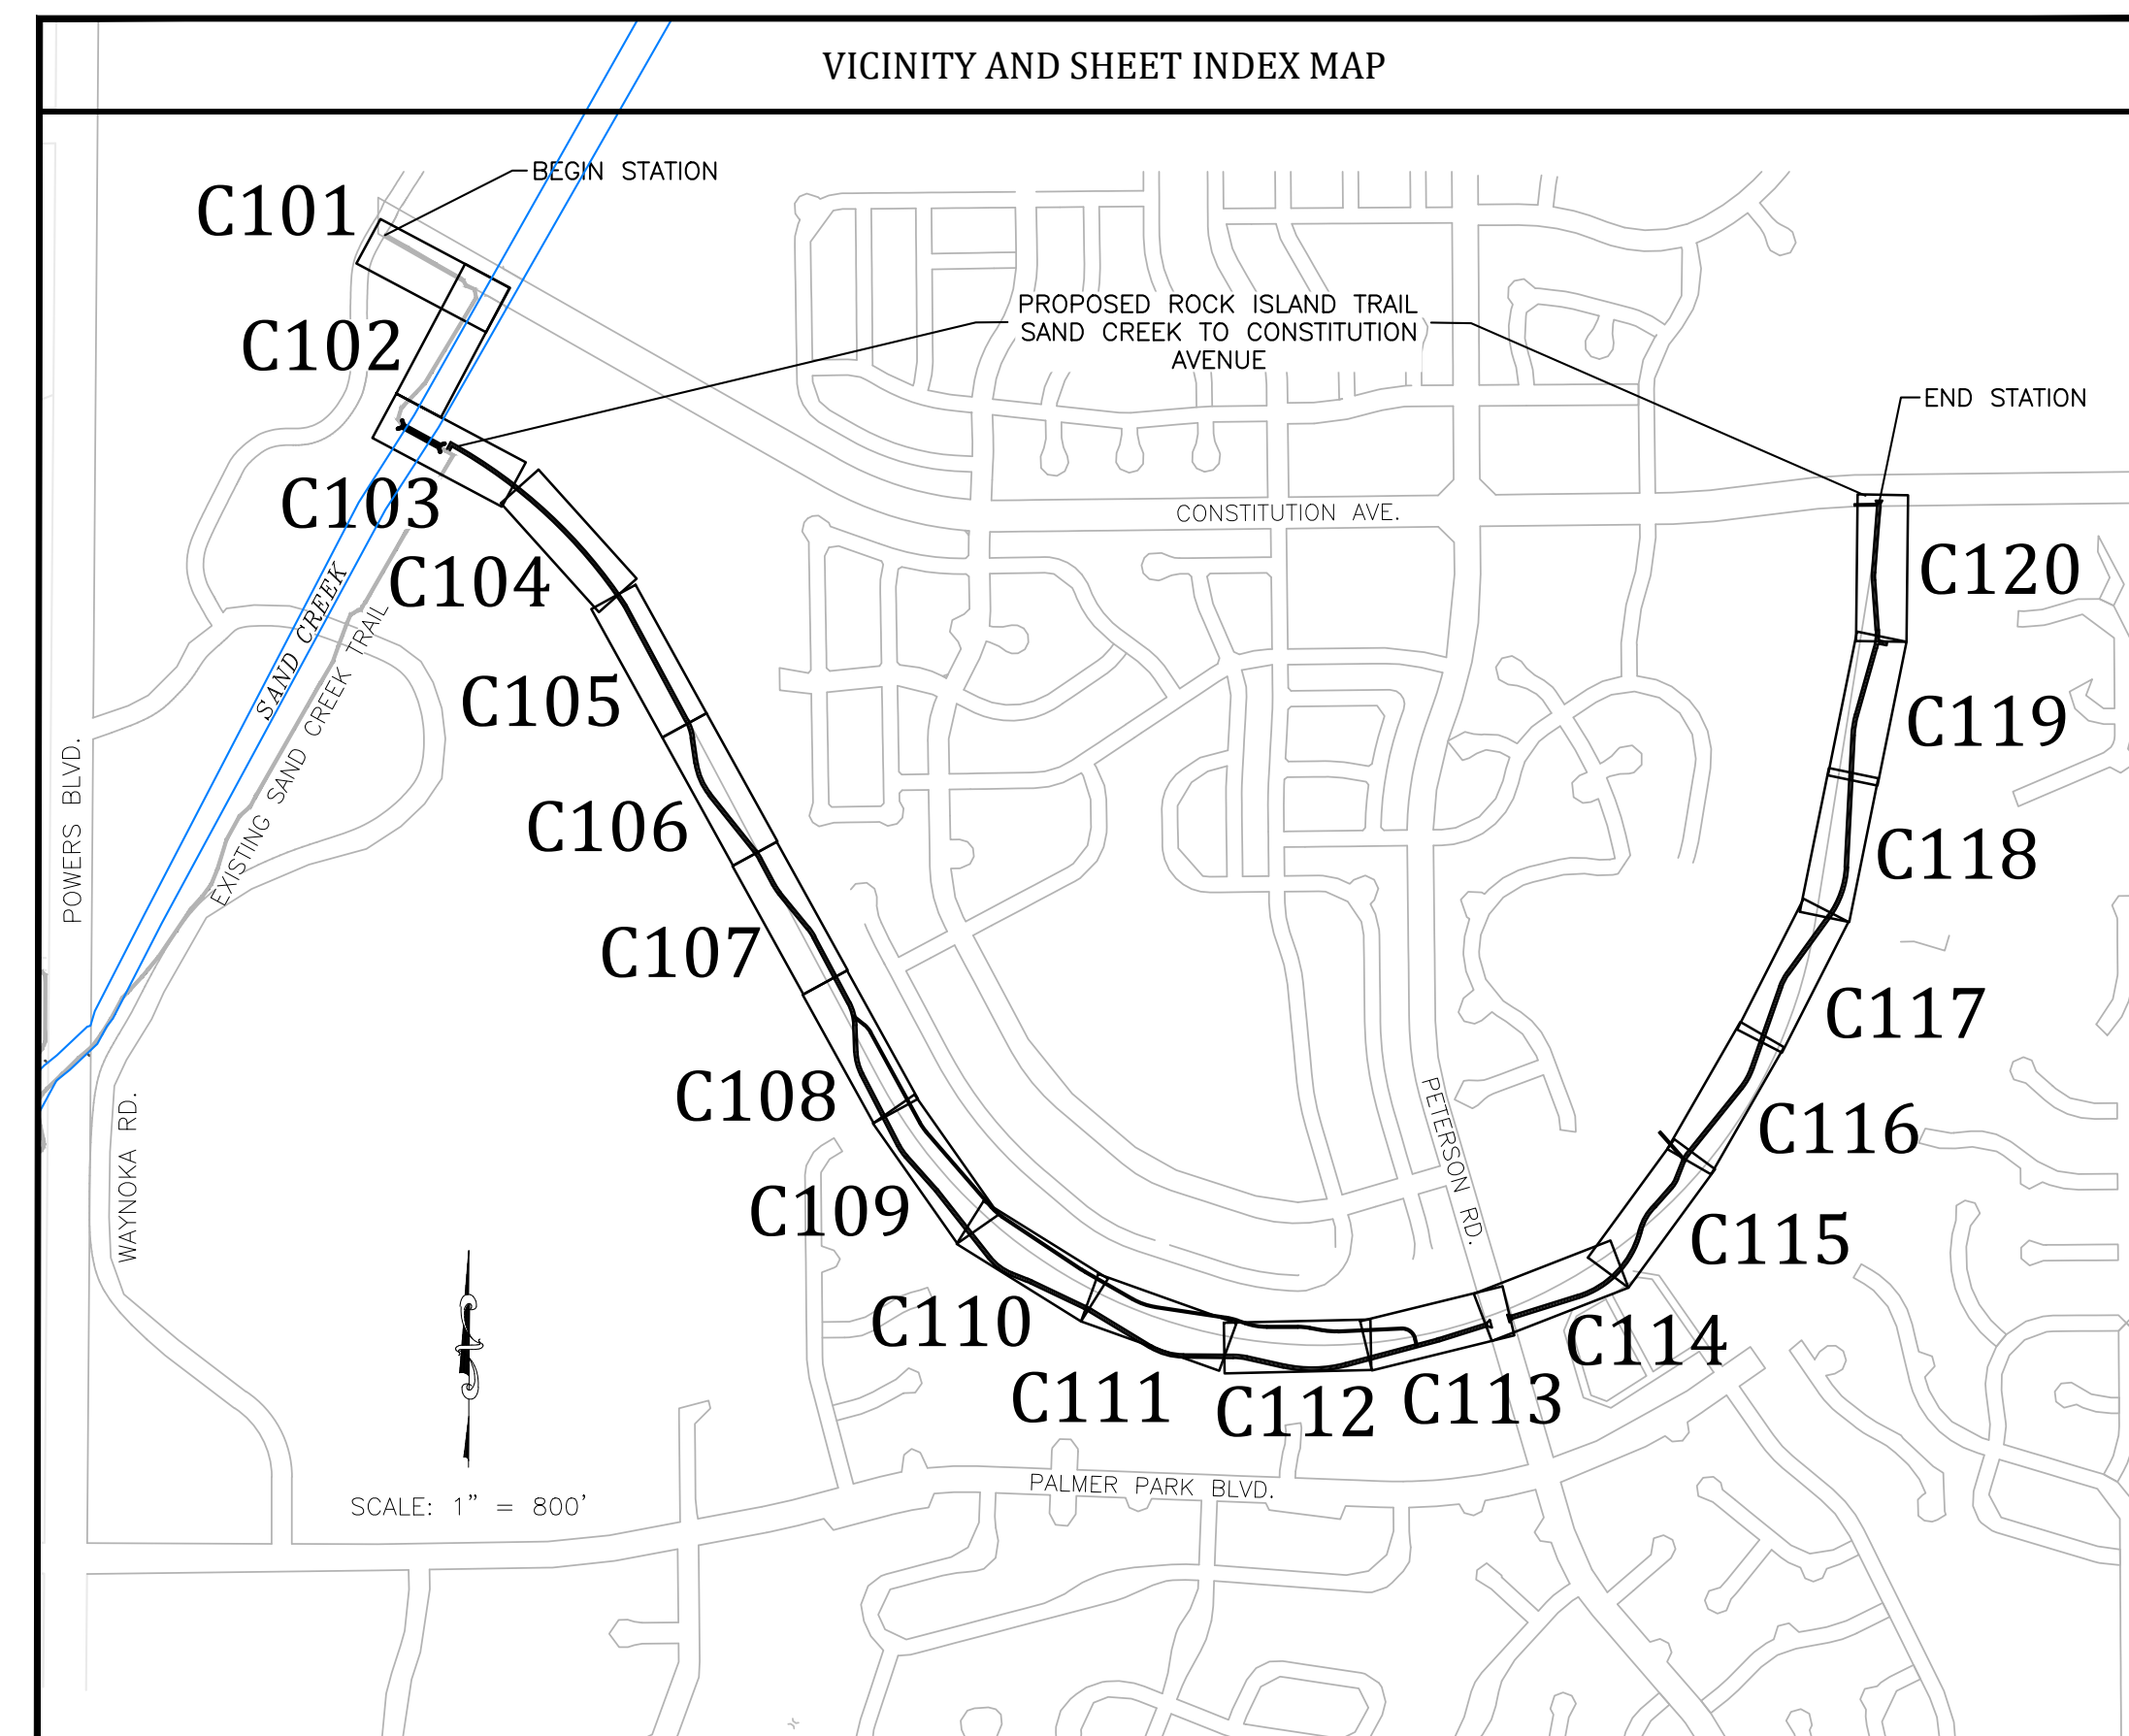 VICINITY AND SHEET INDEX MAP
BEGIN STATION
C101
PROPOSED ROCK ISLAND TRAIL
SAND CREEK TO CONSTITUTION
AVENUE
C102
END STATION
C103
CONSTITUTION AVE.
C104
C120
SAND CREEK
EXISTING SAND CREEK TRAIL
C105
C119
POWERS BLVD.
C106
C118
C107
C117
C108
C116
WAYNOKA RD.
PETERSON RD.
C109
C115
C110
C114
C111
C112
C113
PALMER PARK BLVD.
SCALE: 1" = 800'